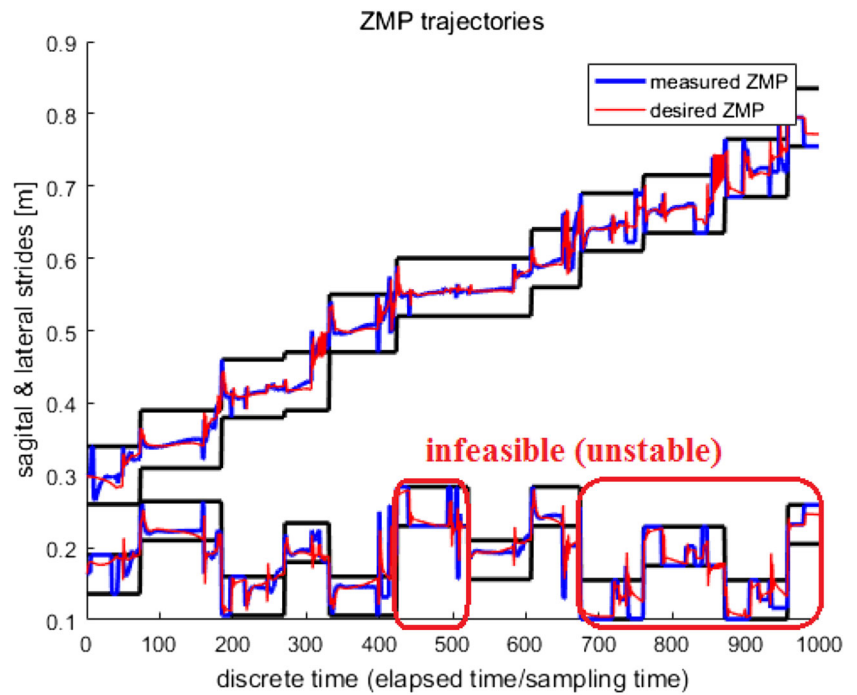 ZMP trajectories
0.9
0.8
0.7
0.6
0.5
0.4
0.3
0.2
0.1
sagital & lateral strides [m]
measured ZMP
desired ZMP
infeasible (unstable)
0 100 200 300 400 500 600 700 800 900 1000
discrete time (elapsed time/sampling time)